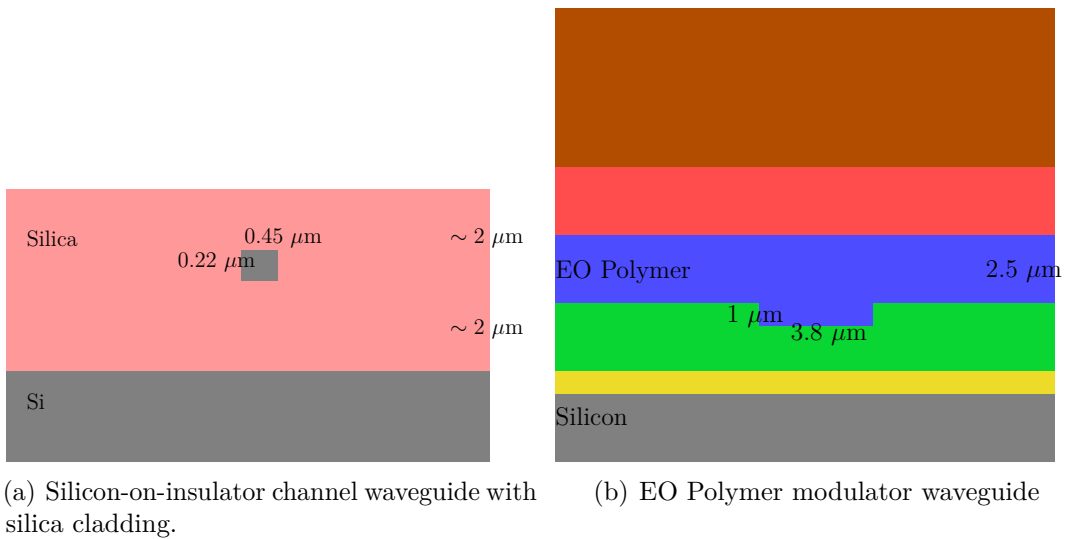 Silica
0.45 μm
∼ 2 μm
0.22 μm
∼ 2 μm
Si
(a) Silicon-on-insulator channel waveguide with
silica cladding.
EO Polymer
2.5 μm
1 μm
3.8 μm
Silicon
(b) EO Polymer modulator waveguide